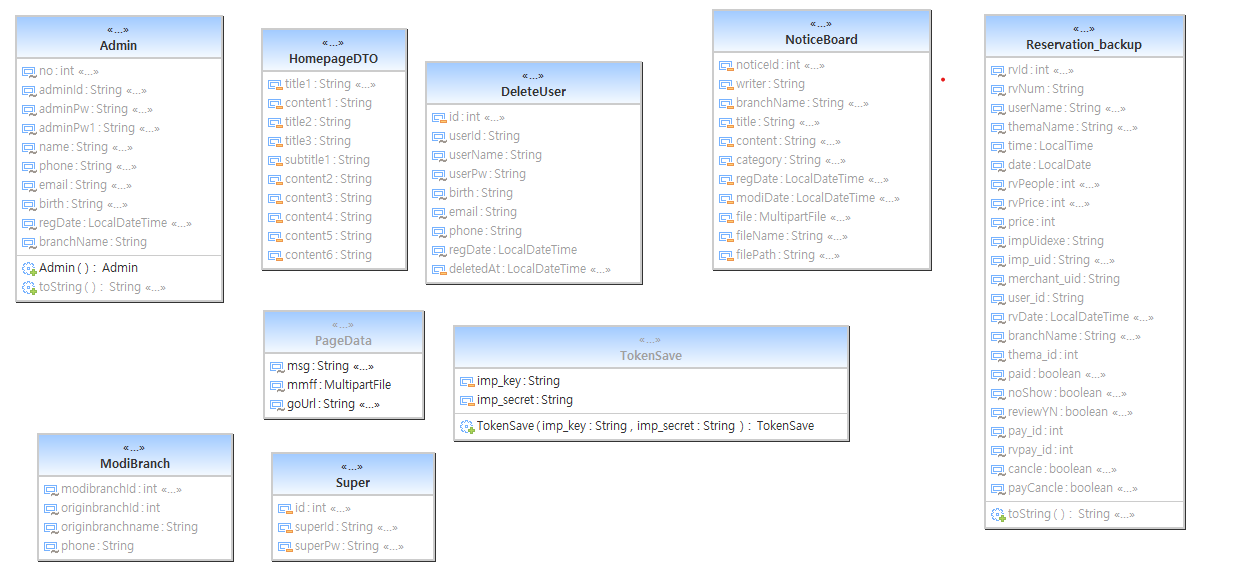 «...»
Admin
no : int «...»
adminId : String «...»
adminPw : String «...»
adminPw1 : String «...»
name : String «...»
phone : String «...»
email : String «...»
birth : String «...»
regDate : LocalDateTime «...»
branchName : String
Admin ( ) : Admin
toString ( ) : String «...»
«...»
HomepageDTO
title1 : String «...»
content1 : String
title2 : String
title3 : String
subtitle1 : String
content2 : String
content3 : String
content4 : String
content5 : String
content6 : String
«...»
DeleteUser
id : int «...»
userId : String
userName : String
userPw : String
birth : String
email : String
phone : String
regDate : LocalDateTime
deletedAt : LocalDateTime «...»
«...»
NoticeBoard
noticeId : int «...»
writer : String
branchName : String «...»
title : String «...»
content : String «...»
category : String «...»
regDate : LocalDateTime «...»
modiDate : LocalDateTime «...»
file : MultipartFile «...»
fileName : String «...»
filePath : String «...»
«...»
Reservation_backup
rvId : int «...»
rvNum : String
userName : String «...»
themaName : String «...»
time : LocalTime
date : LocalDate
rvPeople : int «...»
rvPrice : int «...»
price : int
impUidexe : String
imp_uid : String «...»
merchant_uid : String
user_id : String
rvDate : LocalDateTime «...»
branchName : String «...»
thema_id : int
paid : boolean «...»
noShow : boolean «...»
reviewYN : boolean «...»
pay_id : int
rvpay_id : int
cancle : boolean «...»
payCancle : boolean «...»
toString ( ) : String «...»
«...»
PageData
msg : String «...»
mmff : MultipartFile
goUrl : String «...»
«...»
TokenSave
imp_key : String
imp_secret : String
TokenSave ( imp_key : String , imp_secret : String ) : TokenSave
«...»
ModiBranch
modibranchId : int «...»
originbranchId : int
originbranchname : String
phone : String
«...»
Super
id : int «...»
superId : String «...»
superPw : String «...»